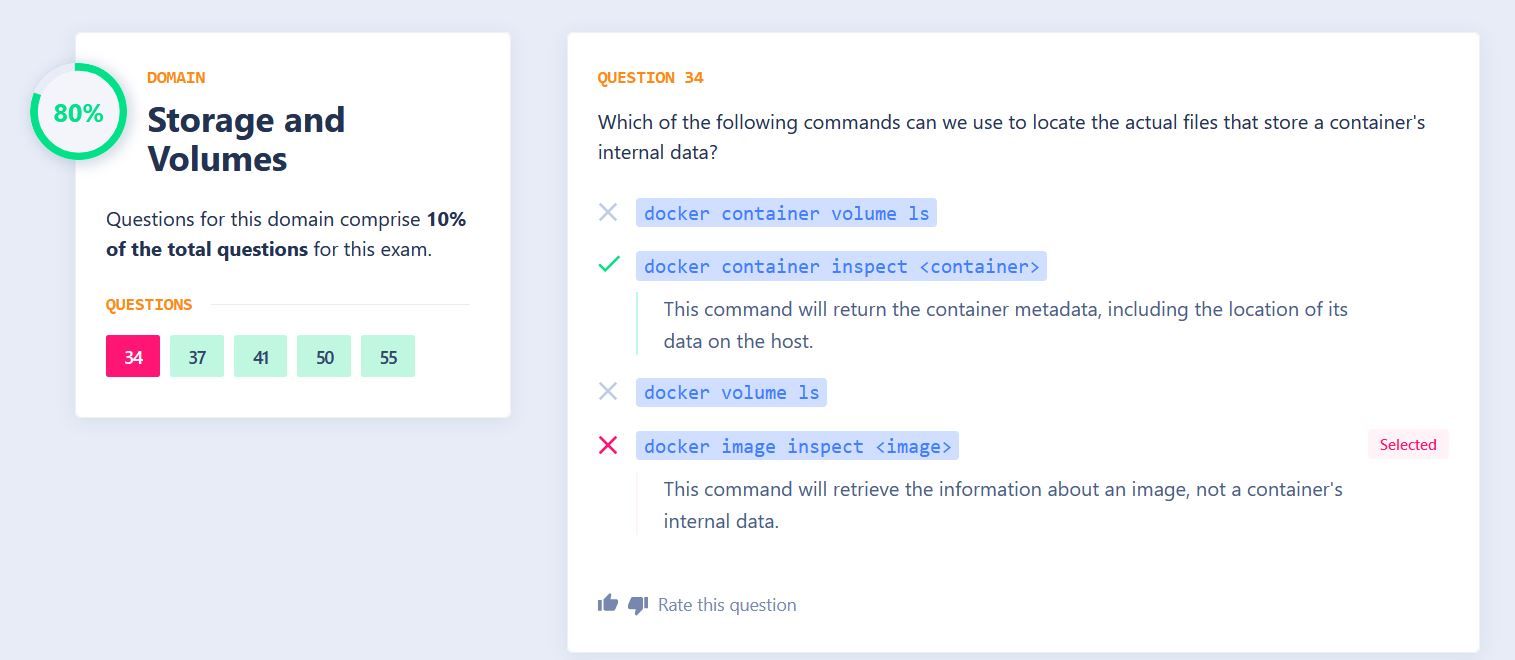 80%
DOMAIN
Storage and
Volumes
Questions for this domain comprise 10%
of the total questions for this exam.
QUESTIONS
34 37 41 50 55
QUESTION 34
Which of the following commands can we use to locate the actual files that store a container's
internal data?
docker container volume ls
docker container inspect <container>
This command will return the container metadata, including the location of its
data on the host.
docker volume ls
docker image inspect <image>
Selected
This command will retrieve the information about an image, not a container's
internal data.
Rate this question